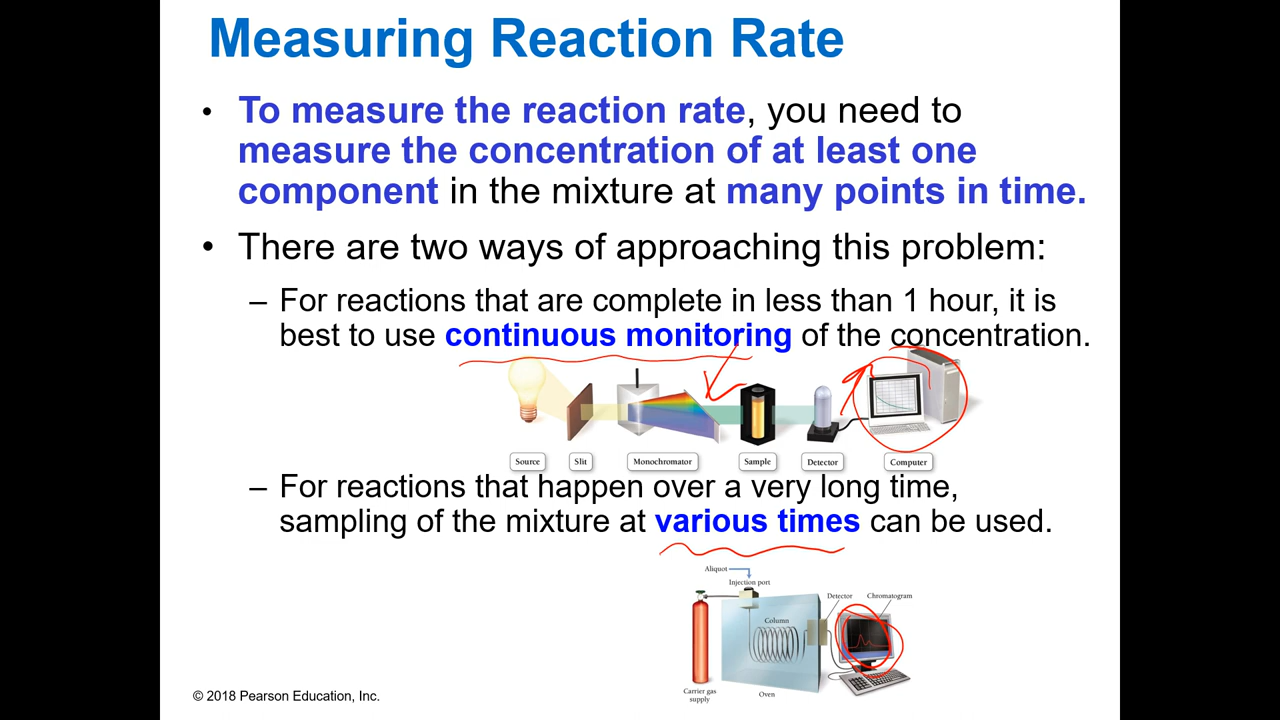 Measuring Reaction Rate
• To measure the reaction rate, you need to
measure the concentration of at least one
component in the mixture at many points in time.
• There are two ways of approaching this problem:
– For reactions that are complete in less than 1 hour, it is
best to use continuous monitoring of the concentration.
Source Slit Monochromator Sample Detector Computer
– For reactions that happen over a very long time,
sampling of the mixture at various times can be used.
Aliquot
Injection port
Detector Chromatogram
Column
Carrier gas
supply
Oven
© 2018 Pearson Education, Inc.